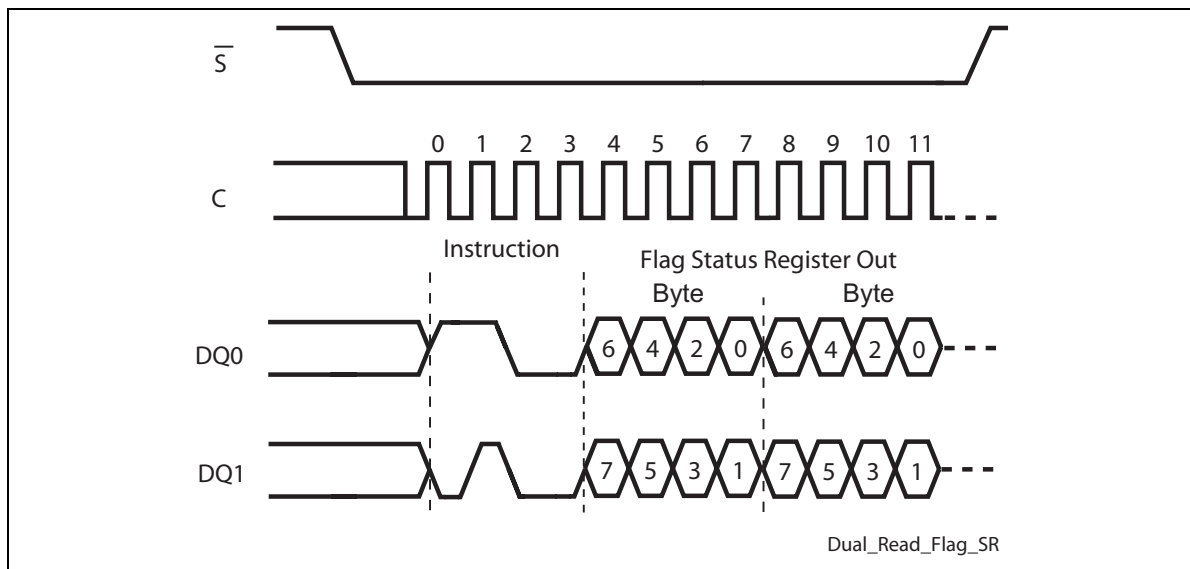 S
0 1 2 3 4 5 6 7 8 9 10 11
C
Instruction
Flag Status Register Out
Byte Byte
DQ0 6 4 2 0 6 4 2 0
DQ1 7 5 3 1 7 5 3 1
Dual_Read_Flag_SR